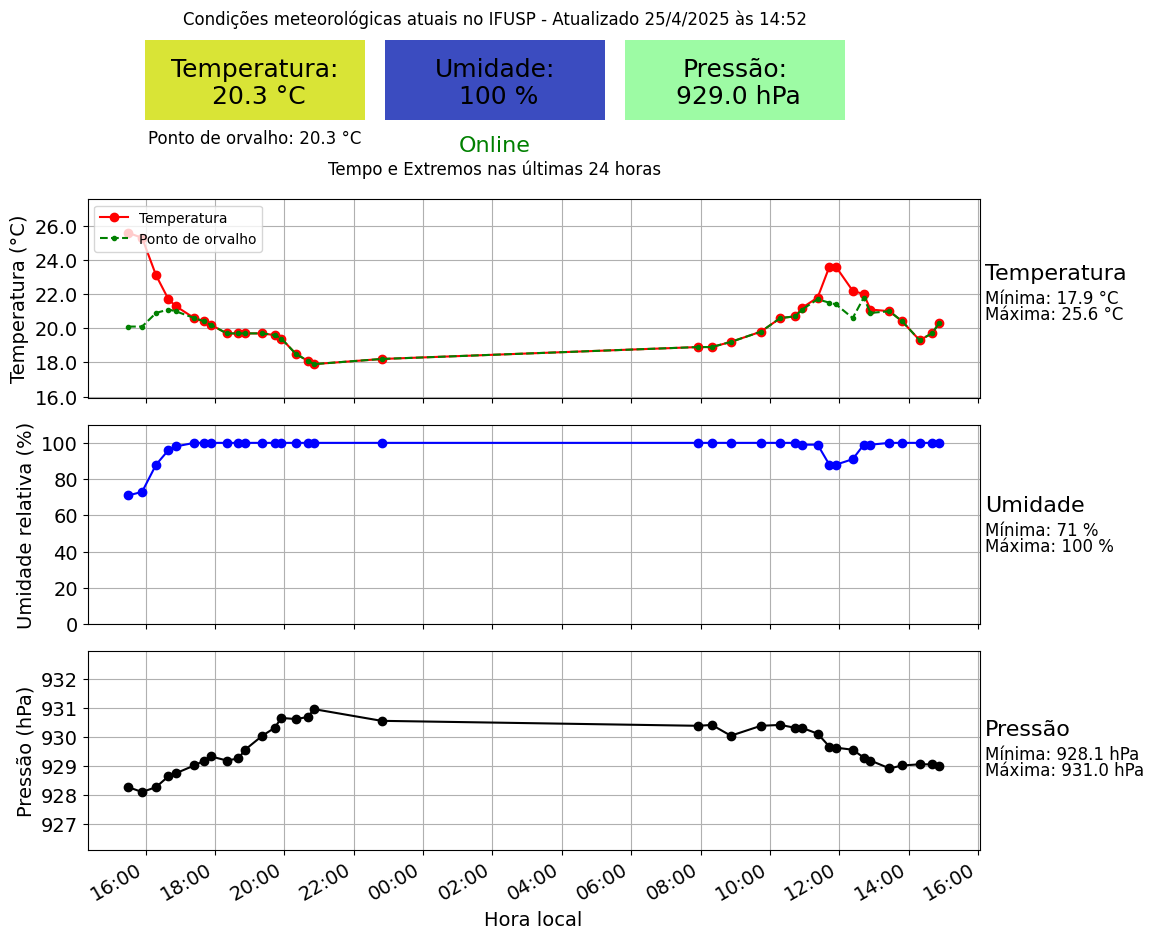 Condições meteorológicas atuais no IFUSP - Atualizado 25/4/2025 às 14:52
Temperatura:
20.3 °C
Umidade:
100 %
Pressão:
929.0 hPa
Ponto de orvalho: 20.3 °C
Online
Tempo e Extremos nas últimas 24 horas
Temperatura (°C)
26.0
24.0
22.0
20.0
18.0
16.0
Temperatura
Ponto de orvalho
Temperatura
Mínima: 17.9 °C
Máxima: 25.6 °C
Umidade relativa (%)
100
80
60
40
20
0
Umidade
Mínima: 71 %
Máxima: 100 %
Pressão (hPa)
932
931
930
929
928
927
Pressão
Mínima: 928.1 hPa
Máxima: 931.0 hPa
16:00 18:00 20:00 22:00 00:00 02:00 04:00 06:00 08:00 10:00 12:00 14:00 16:00
Hora local